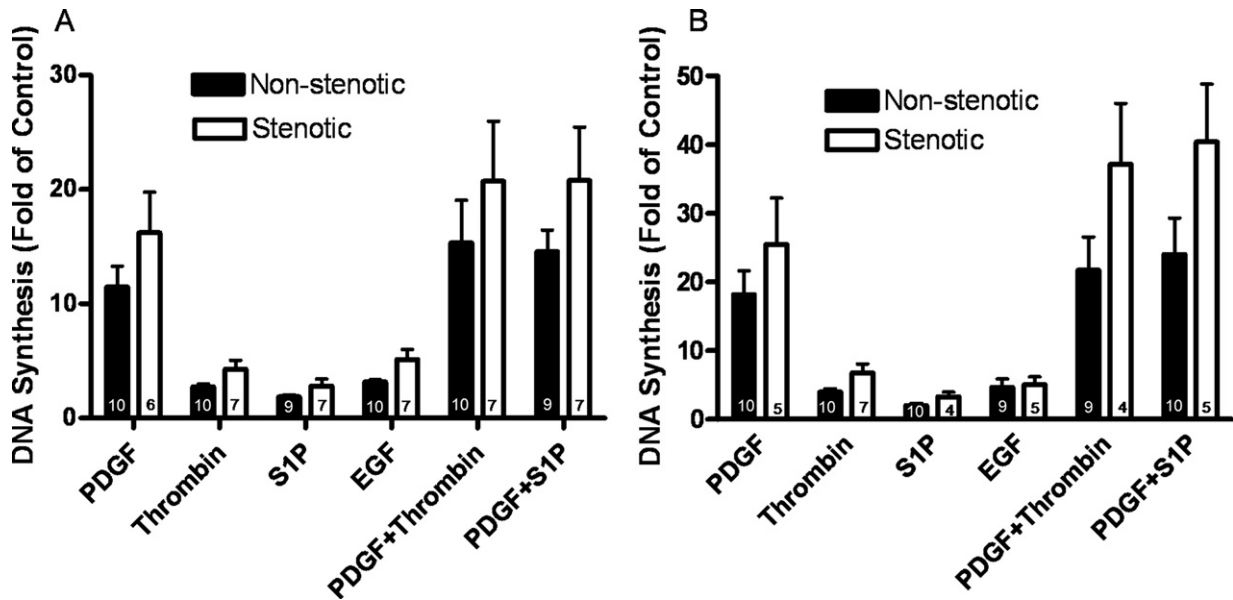 A
DNA Synthesis (Fold of Control)
30
20
10
0
Non-stenotic
Stenotic
10
6
10
7
9
7
10
7
10
7
9
7
PDGF
Thrombin
S1P
EGF
PDGF+Thrombin
PDGF+S1P
B
DNA Synthesis (Fold of Control)
50
40
30
20
10
0
Non-stenotic
Stenotic
10
5
10
7
10
4
9
5
9
4
10
5
PDGF
Thrombin
S1P
EGF
PDGF+Thrombin
PDGF+S1P